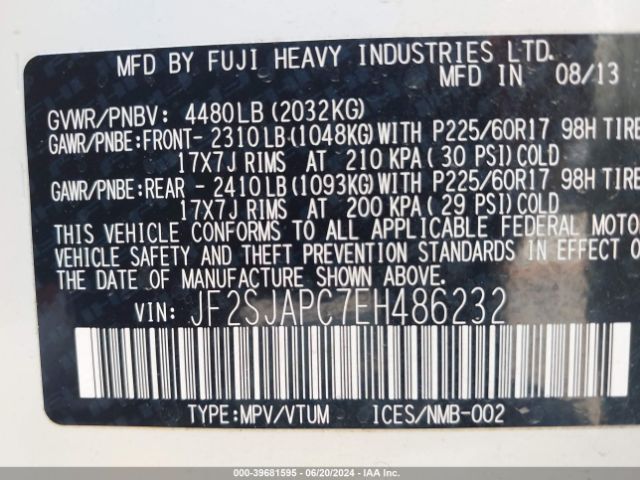 MFD BY FUJI HEAVY INDUSTRIES LTD.
MFD IN 08/13
GVWR/PNBV: 4480LB(2032KG)
GAWR/PNBE:FRONT- 2310LB(1048KG)WITH P225/60R17 98H TIRE
17X7J RIMS AT 210 KPA(30 PSI)COLD
GAWR/PNBE:REAR - 2410LB(1093KG)WITH P225/60R17 98H TIRE
17X7J RIMS AT 200 KPA(29 PSI)COLD
THIS VEHICLE CONFORMS TO ALL APPLICABLE FEDERAL MOTO
VEHICLE SAFETY AND THEFT PREVENTION STANDARDS IN EFFECT O
THE DATE OF MANUFACTURE SHOWN ABOVE.
VIN: JF2SJAPC7EH486232
TYPE:MPV/VTUM ICES/NMB-002
000-39681595 - 06/20/2024 - IAA Inc.